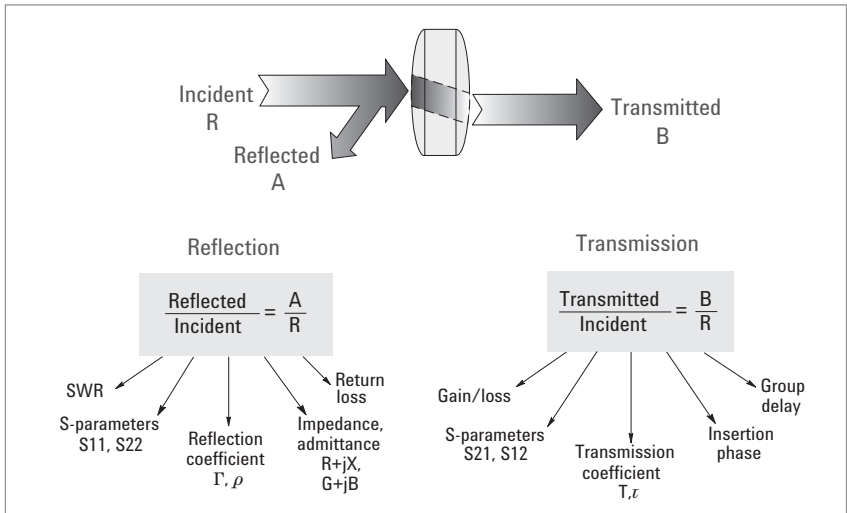 Incident
R
Reflected
A
Transmitted
B
Reflection
Reflected
Incident
=
A
R
SWR
S-parameters
S11, S22
Reflection
coefficient
Γ, ρ
Impedance,
admittance
R+jX,
G+jB
Return
loss
Transmission
Transmitted
Incident
=
B
R
Gain/loss
S-parameters
S21, S12
Transmission
coefficient
T,τ
Insertion
phase
Group
delay